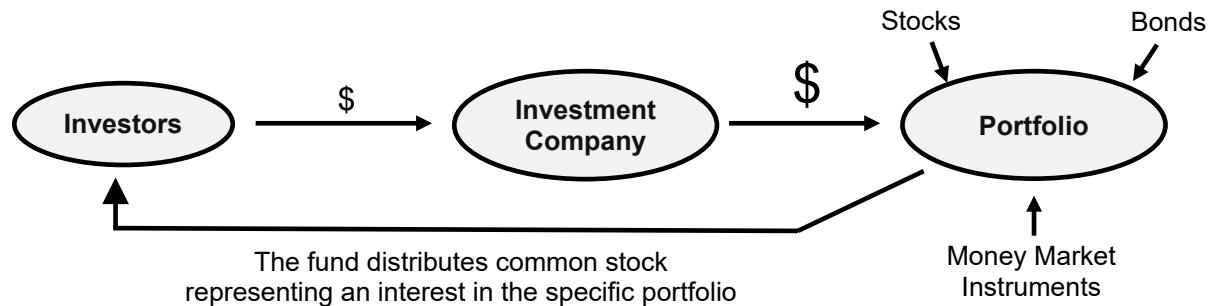 Stocks
Bonds
Investors
$
Investment
Company
$
Portfolio
The fund distributes common stock
representing an interest in the specific portfolio
Money Market
Instruments